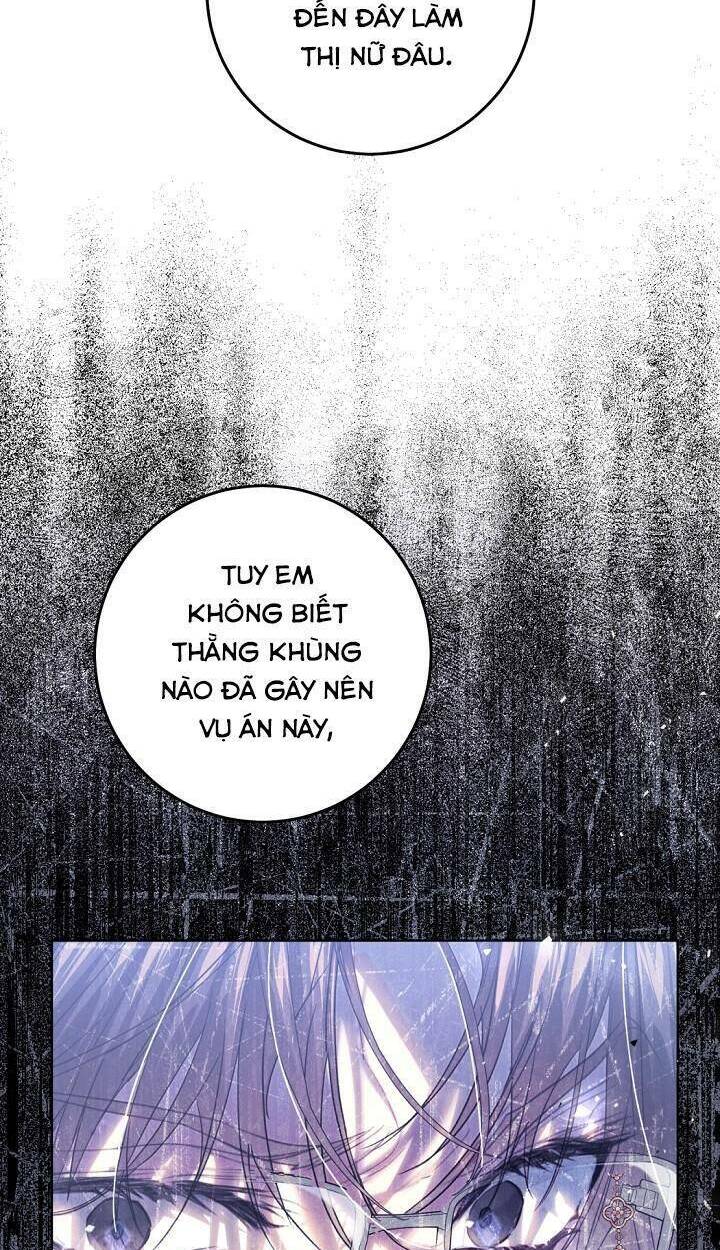 ĐẾN ĐÂY LÀM
THỊ NỮ ĐÂU.
TUY EM
KHÔNG BIẾT
THẰNG KHÙNG
NÀO ĐÃ GÂY NÊN
VỤ ÁN NÀY,